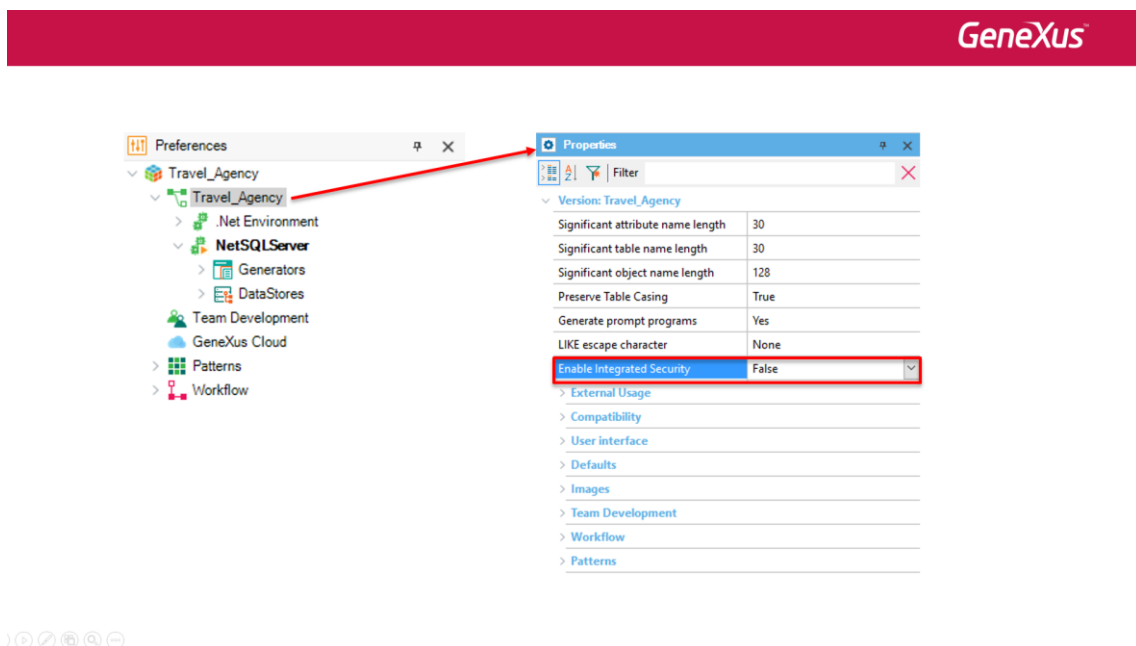 GeneXus™
Preferences
Travel_Agency
Travel_Agency
.Net Environment
NetSQLServer
Generators
DataStores
Team Development
GeneXus Cloud
Patterns
Workflow
Properties
Filter
Version: Travel_Agency
Significant attribute name length 30
Significant table name length 30
Significant object name length 128
Preserve Table Casing True
Generate prompt programs Yes
LIKE escape character None
Enable Integrated Security False
External Usage
Compatibility
User interface
Defaults
Images
Team Development
Workflow
Patterns